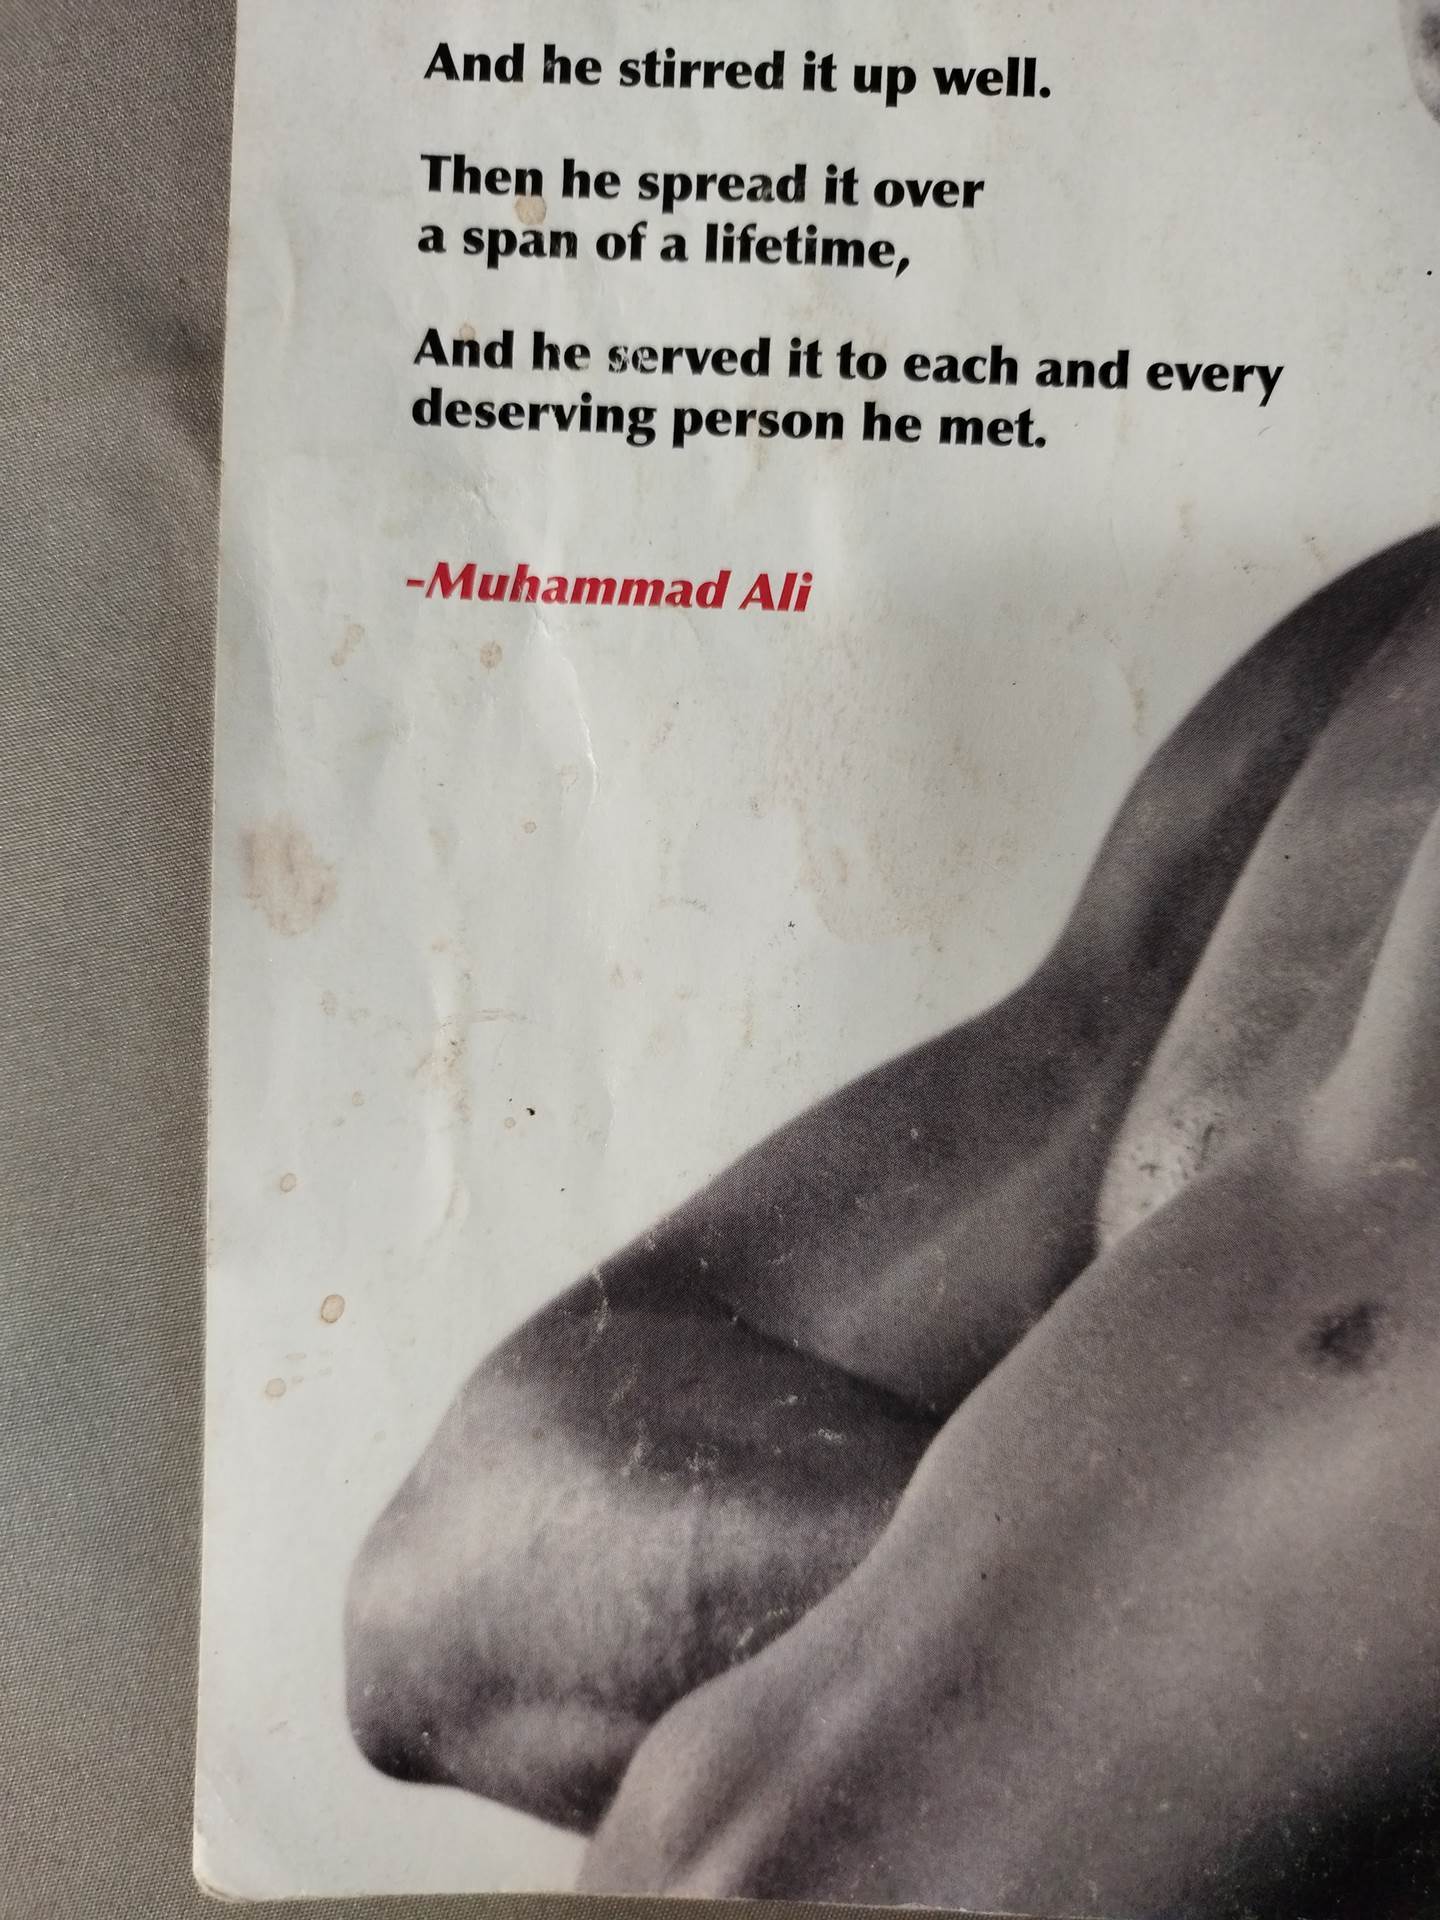 And he stirred it up well.
Then he spread it over
a span of a lifetime,
And he served it to each and every
deserving person he met.
-Muhammad Ali